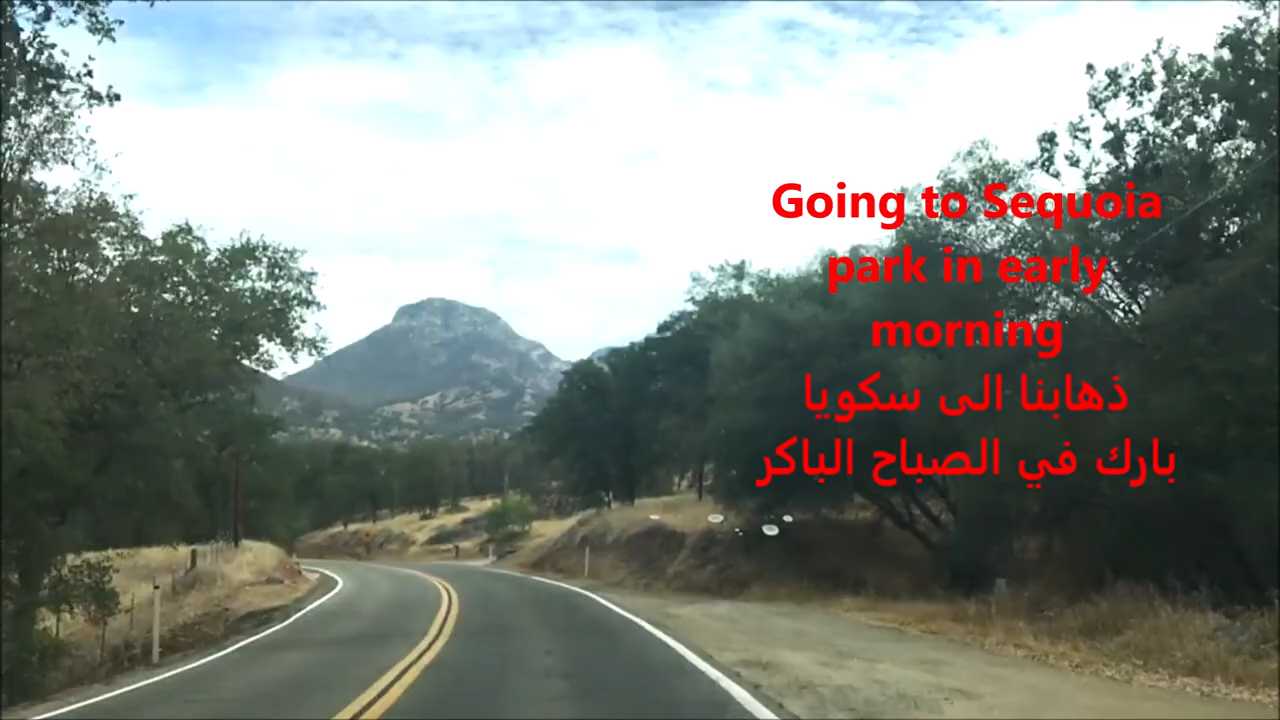 Going to Sequoia
park in early
morning
ذهابنا الى سكويا
بارك في الصباح الباكر